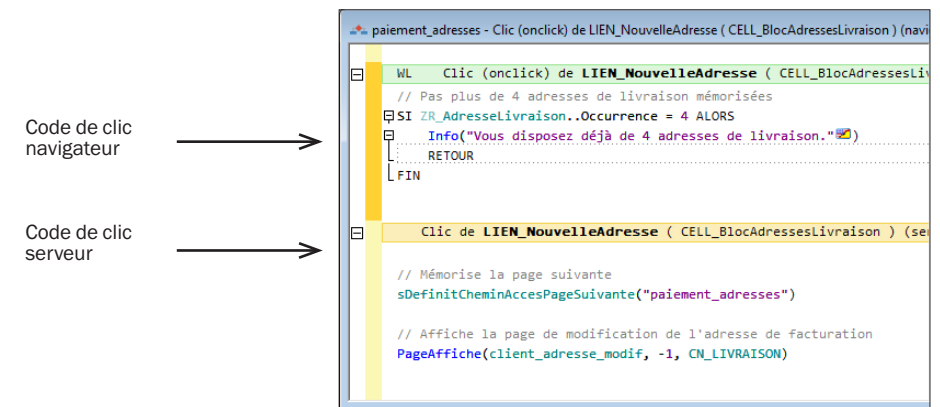 paiement_adresses - Clic (onclick) de LIEN_NouvelleAdresse ( CELL_BlocAdressesLivraison ) (navi
WL Clic (onclick) de LIEN_NouvelleAdresse ( CELL_BlocAdressesLi
// Pas plus de 4 adresses de livraison mémorisées
Code de clic
navigateur
SI ZR_AdresseLivraison..Occurrence = 4 ALORS
Info("Vous disposez déjà de 4 adresses de livraison.")
RETOUR
FIN
Code de clic
serveur
Clic de LIEN_NouvelleAdresse ( CELL_BlocAdressesLivraison ) (se
// Mémorise la page suivante
sDefinitCheminAccesPageSuivante("paiement_adresses")
// Affiche la page de modification de l'adresse de facturation
PageAffiche(client_adresse_modif, -1, CN_LIVRAISON)